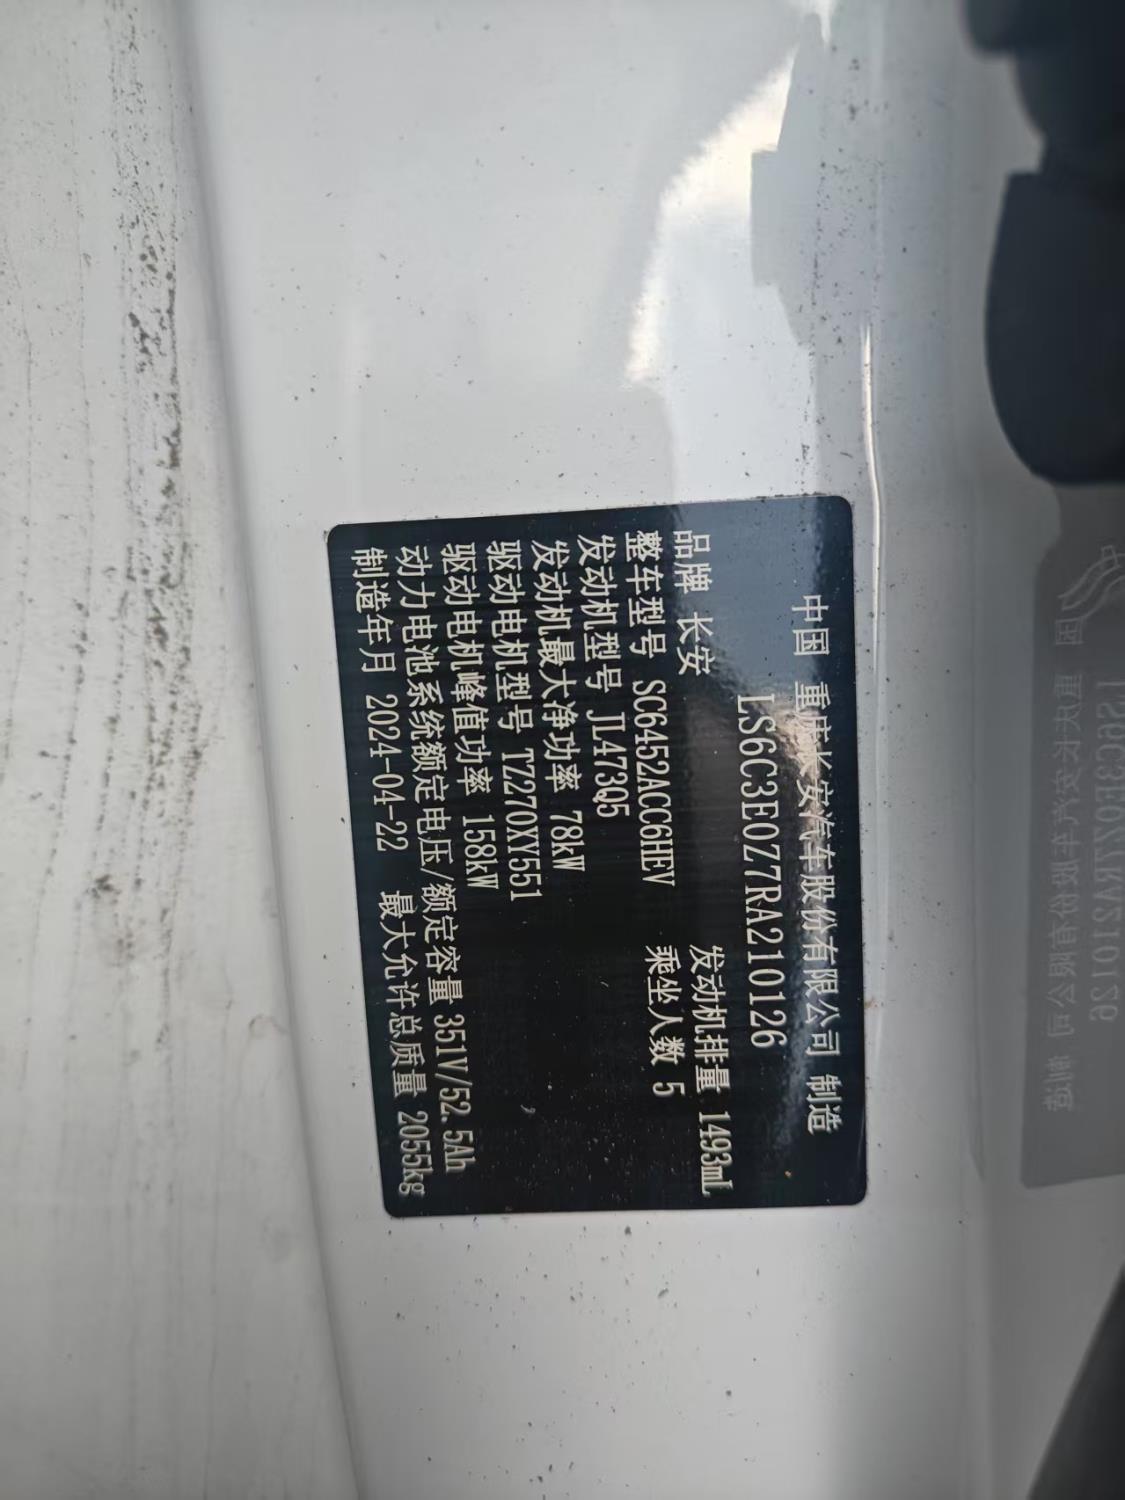 中国 重庆长安汽车股份有限公司 制造
LS6C3E0Z7RA210126
品牌 长安 发动机排量 1493mL
整车型号 SC6452ACC6HEV 乘坐人数 5
发动机型号 JL473Q5
发动机最大净功率 78kW
驱动电机型号 TZ270XY551
驱动电机峰值功率 158kW
动力电池系统额定电压/额定容量 351V/52.5Ah
制造年月 2024-04-22 最大允许总质量 2055kg